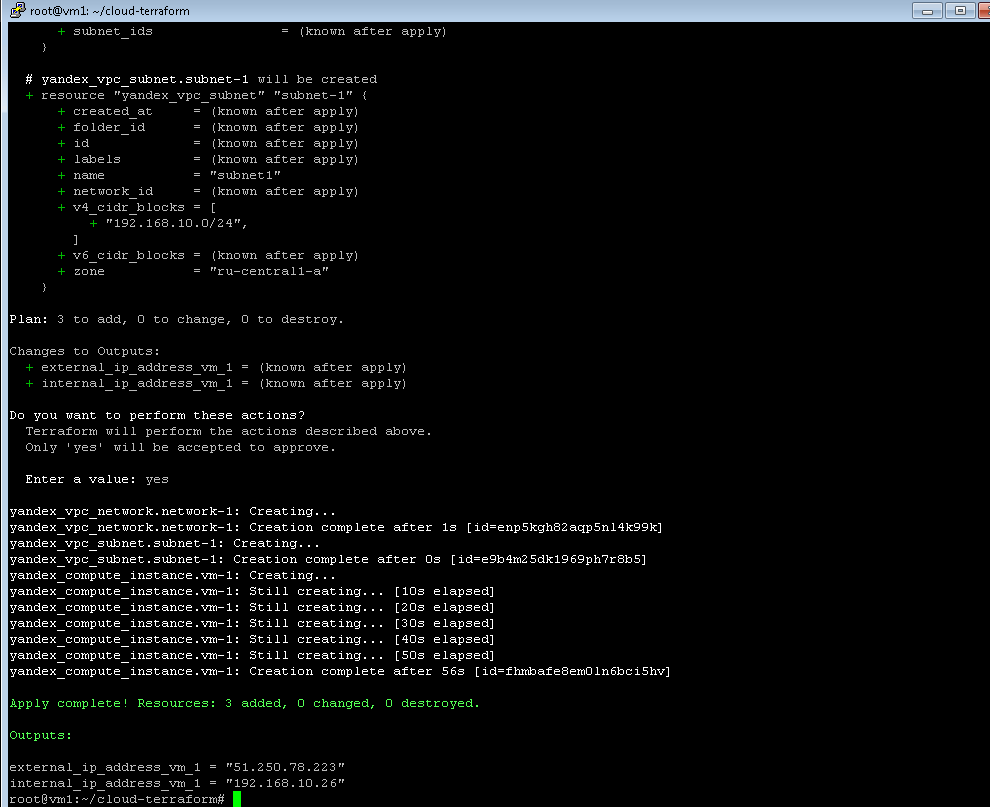 root@vm1: ~/cloud-terraform
+ subnet_ids = (known after apply)
}
# yandex_vpc_subnet.subnet-1 will be created
+ resource "yandex_vpc_subnet" "subnet-1" {
+ created_at = (known after apply)
+ folder_id = (known after apply)
+ id = (known after apply)
+ labels = (known after apply)
+ name = "subnet1"
+ network_id = (known after apply)
+ v4_cidr_blocks = [
+ "192.168.10.0/24",
]
+ v6_cidr_blocks = (known after apply)
+ zone = "ru-central1-a"
}
Plan: 3 to add, 0 to change, 0 to destroy.
Changes to Outputs:
+ external_ip_address_vm_1 = (known after apply)
+ internal_ip_address_vm_1 = (known after apply)
Do you want to perform these actions?
Terraform will perform the actions described above.
Only 'yes' will be accepted to approve.
Enter a value: yes
yandex_vpc_network.network-1: Creating...
yandex_vpc_network.network-1: Creation complete after 1s [id=enp5kgh82aqp5nl4k99k]
yandex_vpc_subnet.subnet-1: Creating...
yandex_vpc_subnet.subnet-1: Creation complete after 0s [id=e9b4m25dk1969ph7r8b5]
yandex_compute_instance.vm-1: Creating...
yandex_compute_instance.vm-1: Still creating... [10s elapsed]
yandex_compute_instance.vm-1: Still creating... [20s elapsed]
yandex_compute_instance.vm-1: Still creating... [30s elapsed]
yandex_compute_instance.vm-1: Still creating... [40s elapsed]
yandex_compute_instance.vm-1: Still creating... [50s elapsed]
yandex_compute_instance.vm-1: Creation complete after 56s [id=fhmbafe8em0ln6bci5hv]
Apply complete! Resources: 3 added, 0 changed, 0 destroyed.
Outputs:
external_ip_address_vm_1 = "51.250.78.223"
internal_ip_address_vm_1 = "192.168.10.26"
root@vm1:~/cloud-terraform#